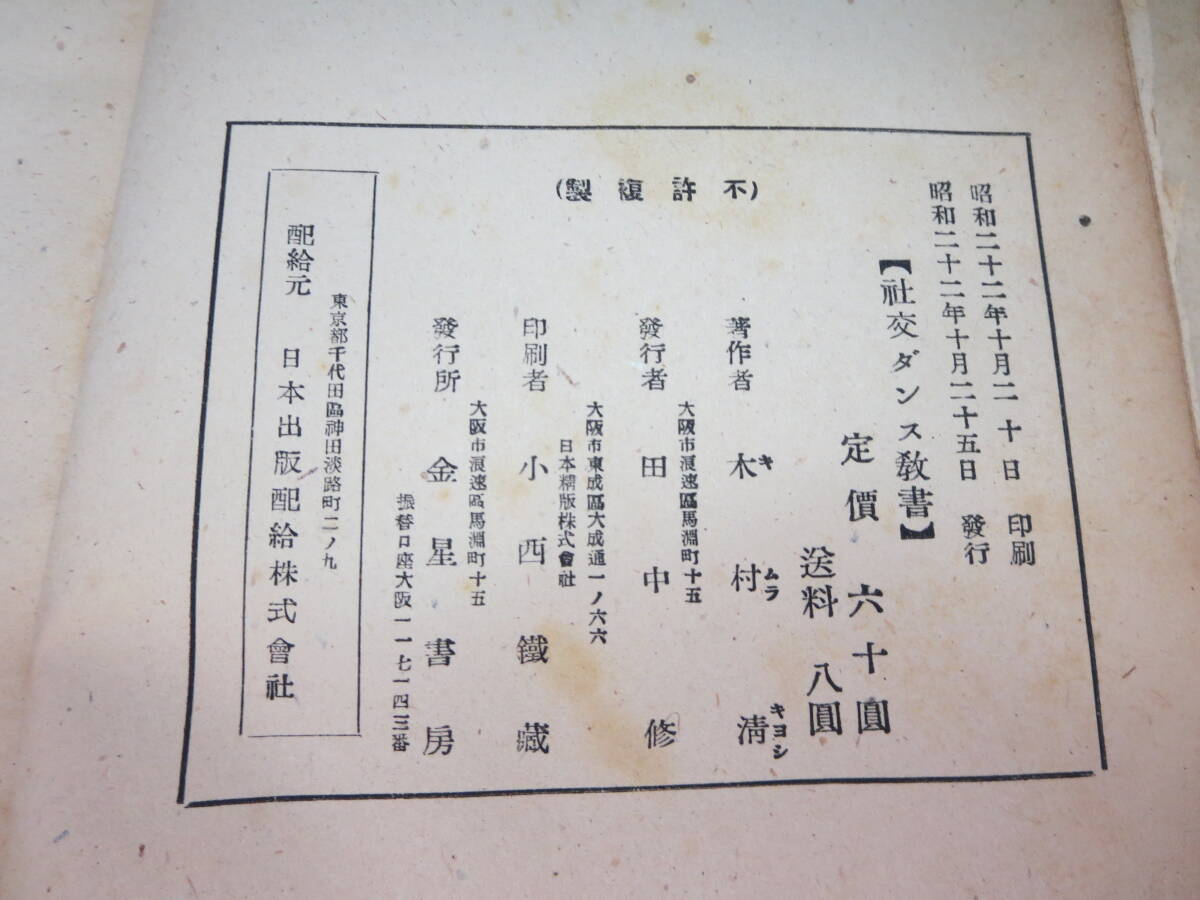 昭和二十二年十月二十日 印刷
昭和二十二年十月二十五日 發行
(不許複製)
【社交ダンス教書】
定價 六十圓
送料 八圓
著作者 木村淸
キ ムラ キヨシ
大阪市浪速區馬淵町十五
發行者 田中修
大阪市東成區大成通一ノ六六
日本精版株式會社
印刷者 小西鐵藏
大阪市浪速區馬淵町十五
發行所 金星書房
振替口座大阪一一七一四三番
東京都千代田區神田淡路町二ノ九
配給元 日本出版配給株式會社